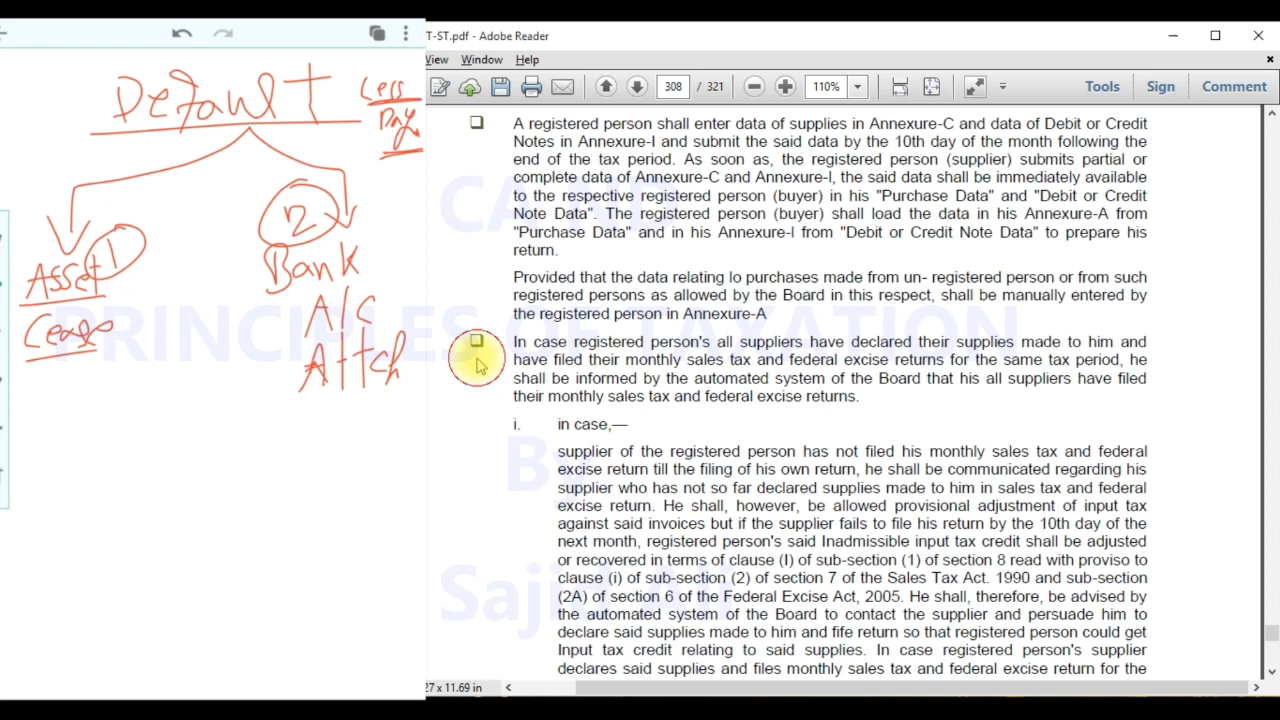 Default
Less
Day
1
Asset
2
Bank
A/C
T-ST.pdf - Adobe Reader
View Window Help
308 / 321
110%
Tools Sign Comment
A registered person shall enter data of supplies in Annexure-C and data of Debit or Credit
Notes in Annexure-I and submit the said data by the 10th day of the month following the
end of the tax period. As soon as, the registered person (supplier) submits partial or
complete data of Annexure-C and Annexure-I, the said data shall be immediately available
to the respective registered person (buyer) in his "Purchase Data" and "Debit or Credit
Note Data". The registered person (buyer) shall load the data in his Annexure-A from
"Purchase Data" and in his Annexure-I from "Debit or Credit Note Data" to prepare his
return.
Provided that the data relating lo purchases made from un- registered person or from such
registered persons as allowed by the Board in this respect, shall be manually entered by
the registered person in Annexure-A
In case registered person's all suppliers have declared their supplies made to him and
have filed their monthly sales tax and federal excise returns for the same tax period, he
shall be informed by the automated system of the Board that his all suppliers have filed
their monthly sales tax and federal excise returns.
i. in case,—
supplier of the registered person has not filed his monthly sales tax and federal
excise return till the filing of his own return, he shall be communicated regarding his
supplier who has not so far declared supplies made to him in sales tax and federal
excise return. He shall, however, be allowed provisional adjustment of input tax
against said invoices but if the supplier fails to file his return by the 10th day of the
next month, registered person's said Inadmissible input tax credit shall be adjusted
or recovered in terms of clause (I) of sub-section (1) of section 8 read with proviso to
clause (i) of sub-section (2) of section 7 of the Sales Tax Act. 1990 and sub-section
(2A) of section 6 of the Federal Excise Act, 2005. He shall, therefore, be advised by
the automated system of the Board to contact the supplier and persuade him to
declare said supplies made to him and fife return so that registered person could get
Input tax credit relating to said supplies. In case registered person's supplier
declares said supplies and files monthly sales tax and federal excise return for the
27 x 11.69 in
PRINCIPLES OF TAXATION
By